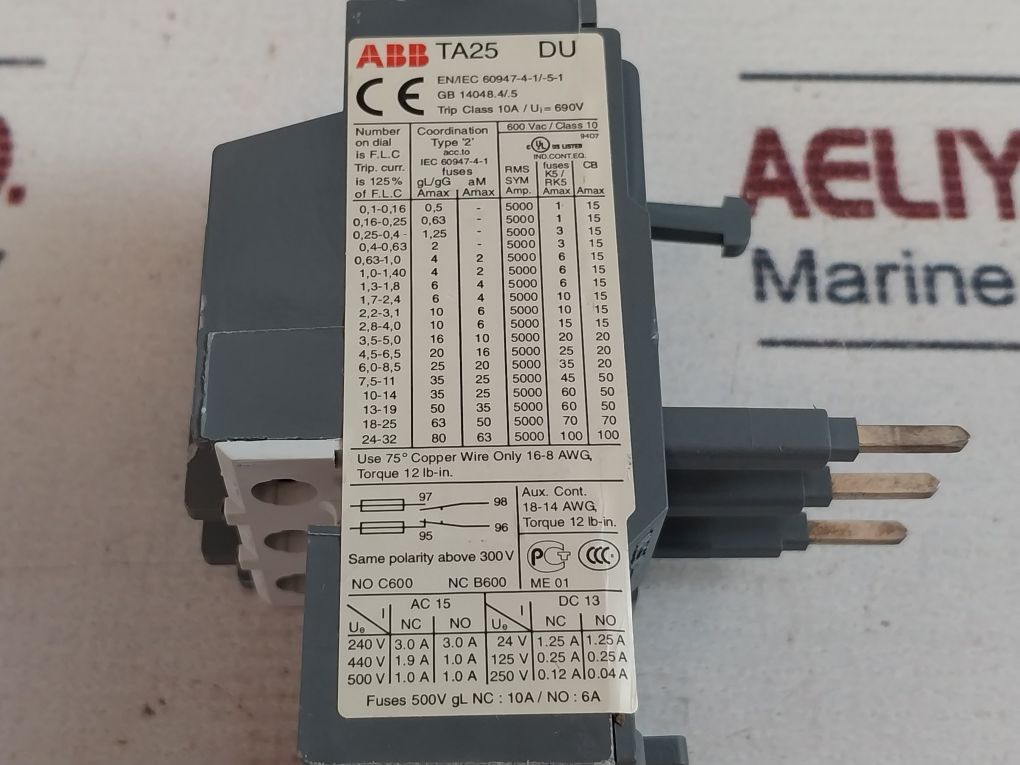 ABB TA25 DU
CE
EN/IEC 60947-4-1/-5-1
GB 14048.4/.5
Trip Class 10A / Ui = 690V
Number on dial is F.L.C Trip. curr. is 125% of F.L.C
Coordination Type '2' acc.to IEC 60947-4-1 fuses
gL/gG Amax aM Amax
600 Vac / Class 10
94D7
c UL US LISTED
IND.CONT.EQ.
RMS SYM Amp. fuses K5 / RK5 Amax CB Amax
0,1-0,16 0,5 - 5000 1 15
0,16-0,25 0,63 - 5000 1 15
0,25-0,4 1,25 - 5000 3 15
0,4-0,63 2 - 5000 3 15
0,63-1,0 4 2 5000 6 15
1,0-1,40 4 2 5000 6 15
1,3-1,8 6 4 5000 6 15
1,7-2,4 6 4 5000 10 15
2,2-3,1 10 6 5000 10 15
2,8-4,0 10 6 5000 15 15
3,5-5,0 16 10 5000 20 20
4,5-6,5 20 16 5000 25 20
6,0-8,5 25 20 5000 35 20
7,5-11 35 25 5000 45 50
10-14 35 25 5000 60 50
13-19 50 35 5000 60 50
18-25 63 50 5000 70 70
24-32 80 63 5000 100 100
Use 75° Copper Wire Only 16-8 AWG,
Torque 12 lb-in.
97 98
95 96
Same polarity above 300V
NO C600 NC B600
Aux. Cont.
18-14 AWG,
Torque 12 lb-in.
CCC
ME 01
AC 15 DC 13
Ue I NC NO Ue I NC NO
240 V 3.0 A 3.0 A 24 V 1.25 A 1.25 A
440 V 1.9 A 1.0 A 125 V 0.25 A 0.25 A
500 V 1.0 A 1.0 A 250 V 0.12 A 0.04 A
Fuses 500V gL NC : 10A / NO : 6A
AELIY
Marine